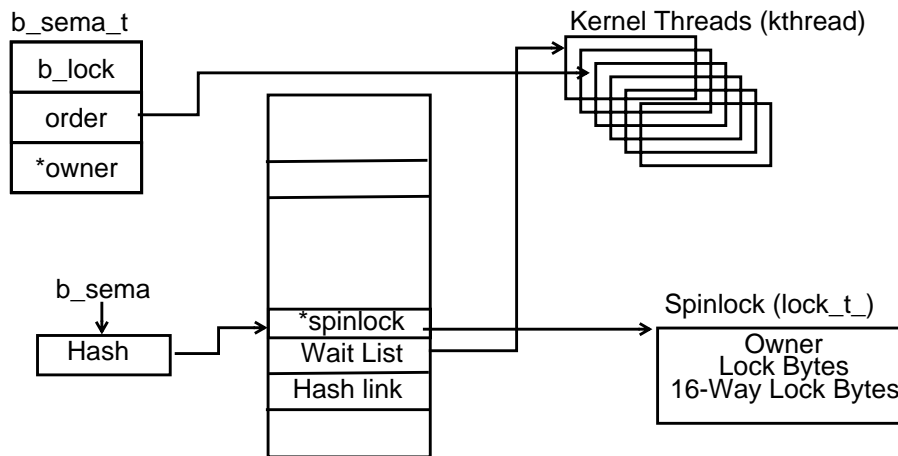 b_sema_t
Kernel Threads (kthread)
b_lock
order
*owner
b_sema
Hash
*spinlock
Wait List
Hash link
Spinlock (lock_t_)
Owner
Lock Bytes
16-Way Lock Bytes